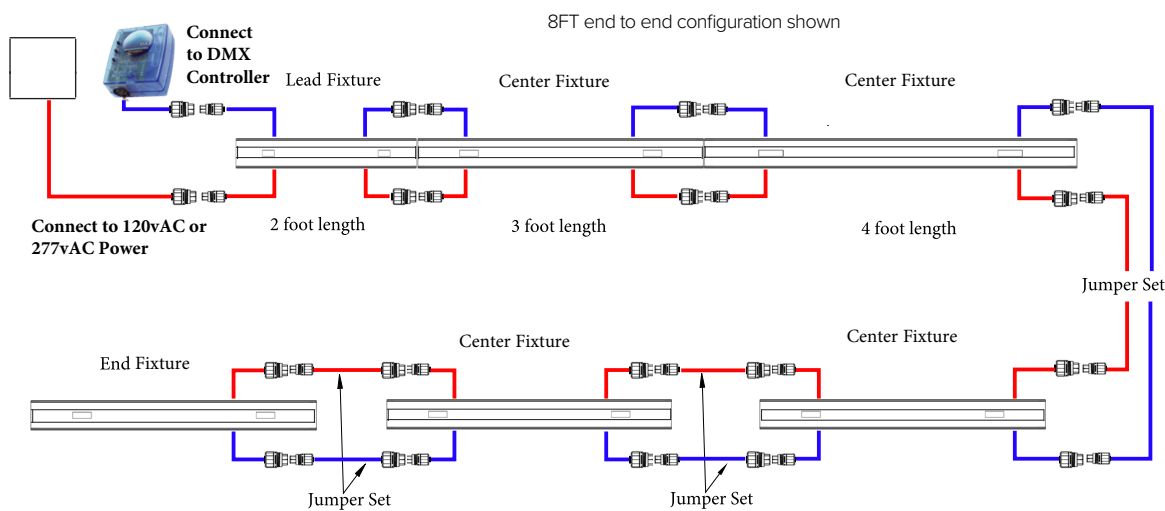 8FT end to end configuration shown
Connect
to DMX
Controller
Lead Fixture
Center Fixture
Center Fixture
Connect to 120vAC or
277vAC Power
2 foot length
3 foot length
4 foot length
Jumper Set
End Fixture
Center Fixture
Center Fixture
Jumper Set
Jumper Set